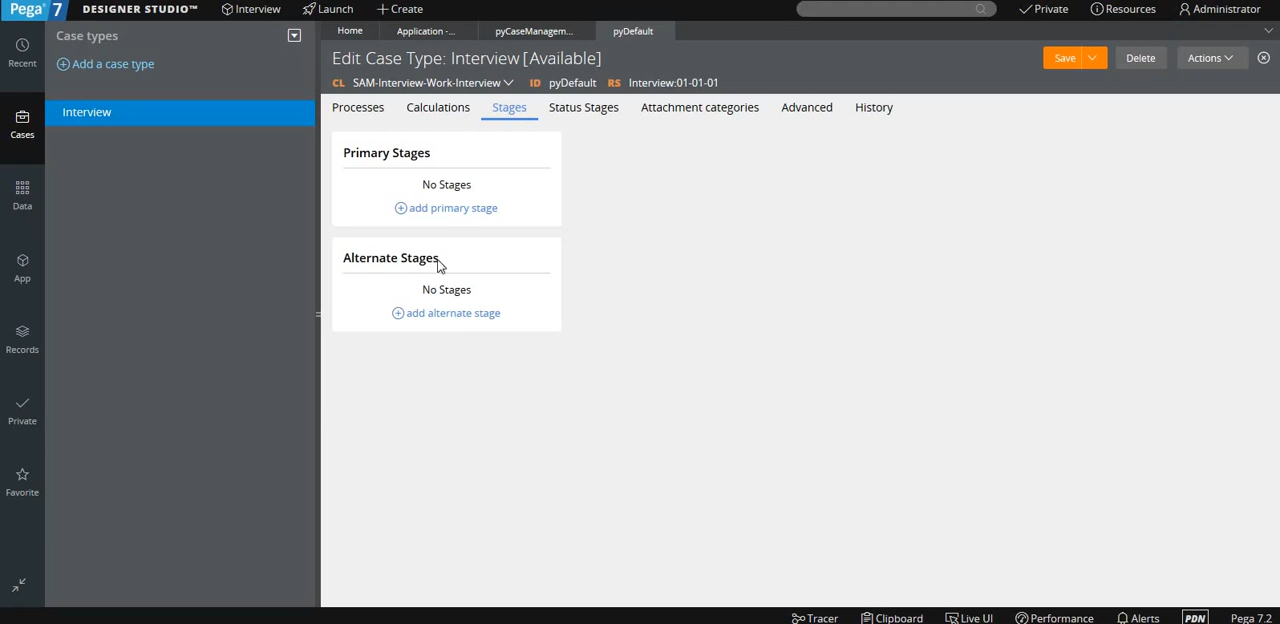 Pega 7 DESIGNER STUDIO™ Interview Launch Create Private Resources Administrator
Recent
Cases
Data
App
Records
Private
Favorite
Case types
Add a case type
Interview
Home Application -... pyCaseManagem... pyDefault
Edit Case Type: Interview [Available]
Save Delete Actions
CL SAM-Interview-Work-Interview ID pyDefault RS Interview:01-01-01
Processes Calculations Stages Status Stages Attachment categories Advanced History
Primary Stages
No Stages
add primary stage
Alternate Stages
No Stages
add alternate stage
Tracer Clipboard Live UI Performance Alerts PDN Pega 7.2